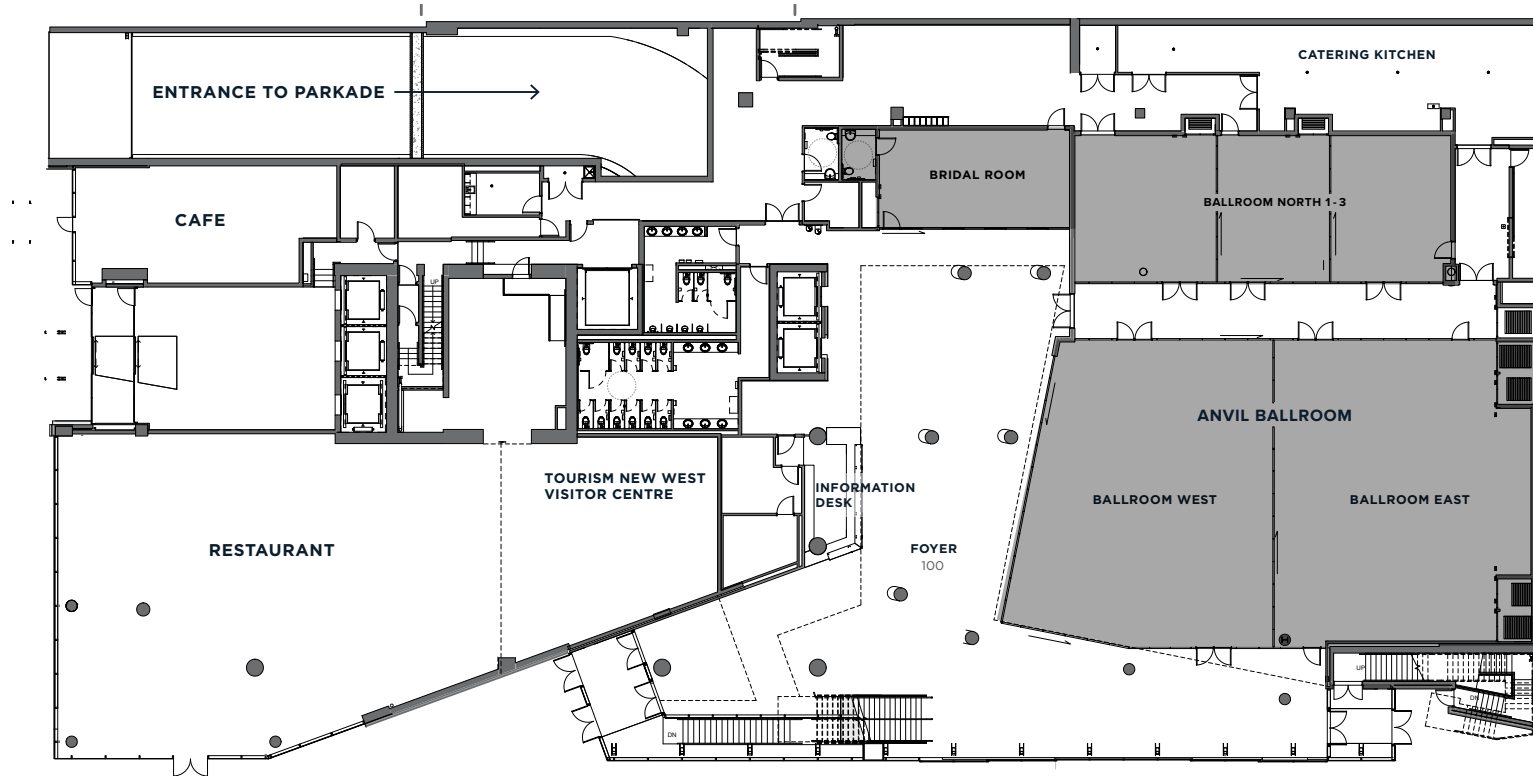 CATERING KITCHEN
ENTRANCE TO PARKADE
BRIDAL ROOM
BALLROOM NORTH 1-3
CAFE
UP
ANVIL BALLROOM
TOURISM NEW WEST
VISITOR CENTRE
INFORMATION
DESK
BALLROOM WEST
BALLROOM EAST
RESTAURANT
FOYER
100
UP
DN
DN